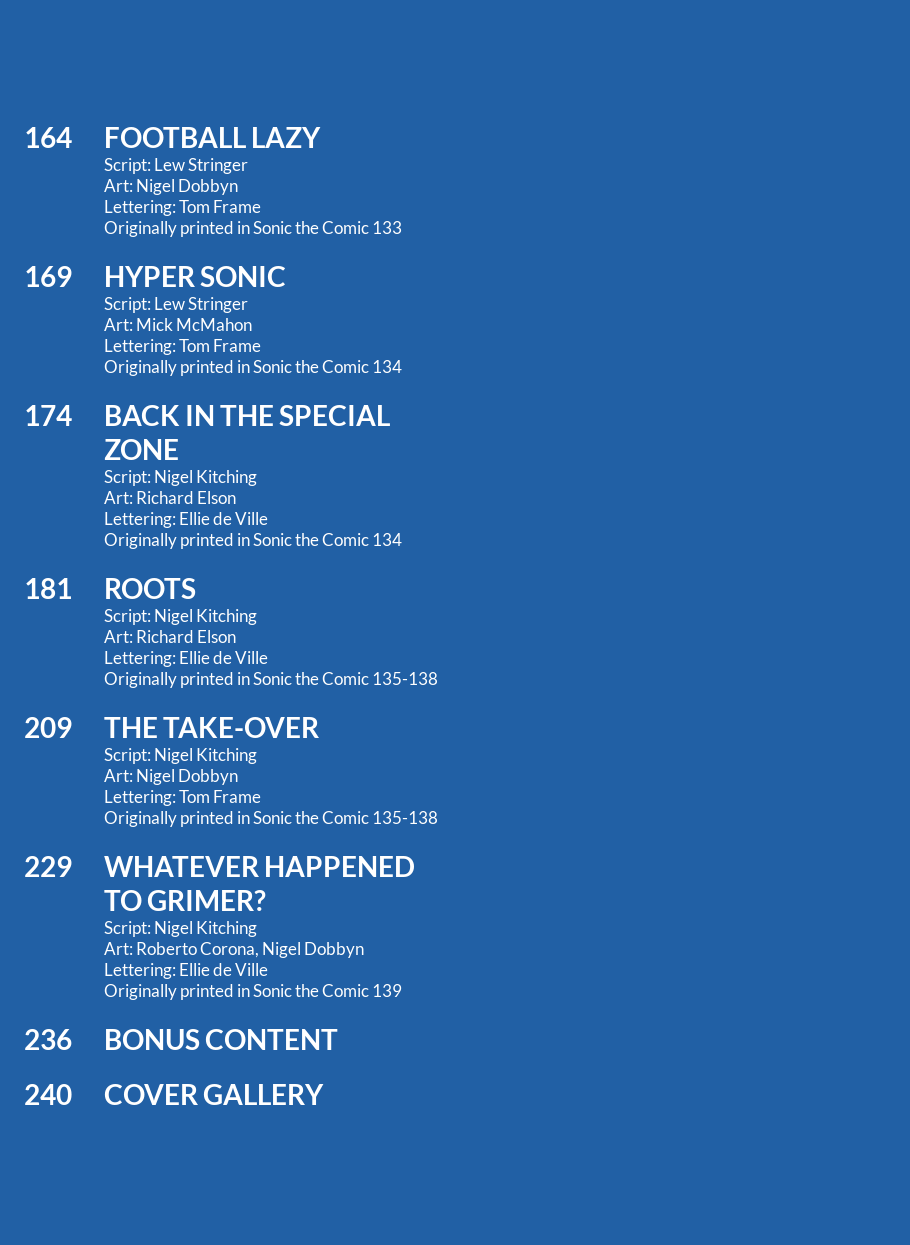 164 FOOTBALL LAZY
Script: Lew Stringer
Art: Nigel Dobbyn
Lettering: Tom Frame
Originally printed in Sonic the Comic 133
169 HYPER SONIC
Script: Lew Stringer
Art: Mick McMahon
Lettering: Tom Frame
Originally printed in Sonic the Comic 134
174 BACK IN THE SPECIAL
ZONE
Script: Nigel Kitching
Art: Richard Elson
Lettering: Ellie de Ville
Originally printed in Sonic the Comic 134
181 ROOTS
Script: Nigel Kitching
Art: Richard Elson
Lettering: Ellie de Ville
Originally printed in Sonic the Comic 135-138
209 THE TAKE-OVER
Script: Nigel Kitching
Art: Nigel Dobbyn
Lettering: Tom Frame
Originally printed in Sonic the Comic 135-138
229 WHATEVER HAPPENED
TO GRIMER?
Script: Nigel Kitching
Art: Roberto Corona, Nigel Dobbyn
Lettering: Ellie de Ville
Originally printed in Sonic the Comic 139
236 BONUS CONTENT
240 COVER GALLERY